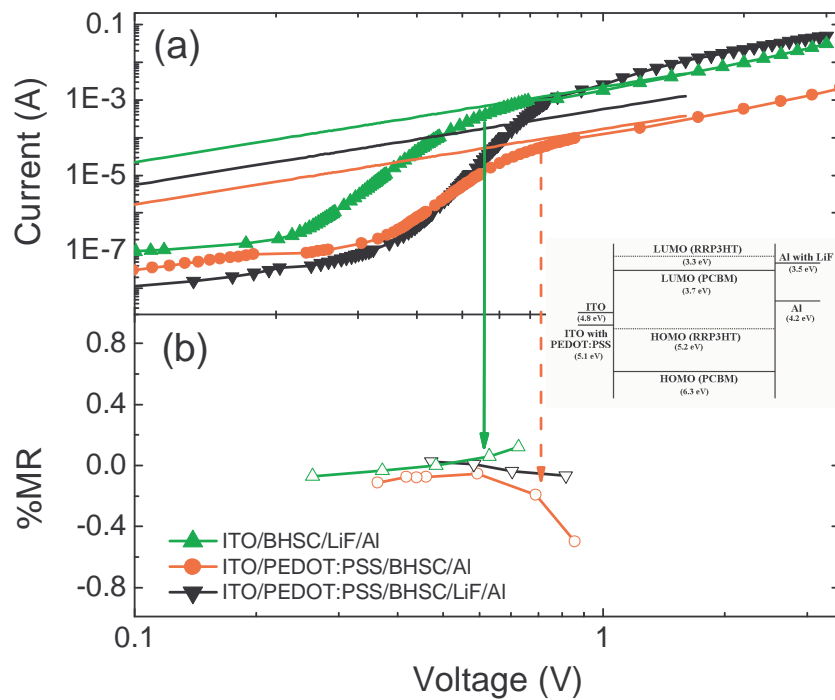 (a)
0.1
1E-3
1E-5
1E-7
Current (A)
LUMO (RRP3HT)
(3.3 eV)
Al with LiF
(3.5 eV)
LUMO (PCBM)
(3.7 eV)
ITO
(4.8 eV)
Al
(4.2 eV)
ITO with
PEDOT:PSS
(5.1 eV)
HOMO (RRP3HT)
(5.2 eV)
HOMO (PCBM)
(6.3 eV)
(b)
0.8
0.4
0.0
-0.4
-0.8
%MR
ITO/BHSC/LiF/Al
ITO/PEDOT:PSS/BHSC/Al
ITO/PEDOT:PSS/BHSC/LiF/Al
0.1
1
Voltage (V)